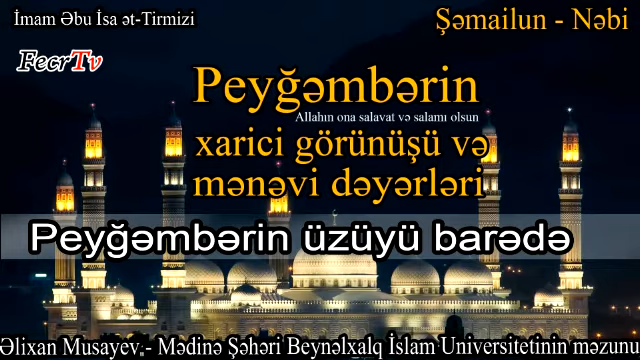 İmam Əbu İsa ət-Tirmizi
Şəmailun - Nəbi
FecrTv
Peyğəmbərin
Allahın ona salavat və salamı olsun
xarici görünüşü və
mənəvi dəyərləri
Peyğəmbərin üzüyü barədə
Əlixan Musayev - Mədinə Şəhəri Beynəlxalq İslam Universitetinin məzunu